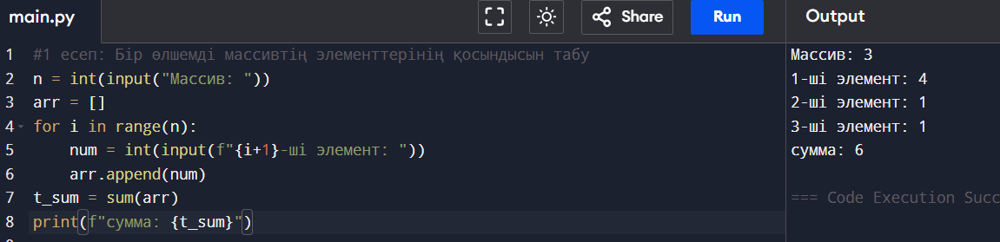 main.py
Share
Run
Output
1 #1 есеп: Бір өлшемді массивтің элементтерінің қосындысын табу
2 n = int(input("Массив: "))
3 arr = []
4 for i in range(n):
5     num = int(input(f"{i+1}-ші элемент: "))
6     arr.append(num)
7 t_sum = sum(arr)
8 print(f"сумма: {t_sum}")
Массив: 3
1-ші элемент: 4
2-ші элемент: 1
3-ші элемент: 1
сумма: 6
=== Code Execution Succ